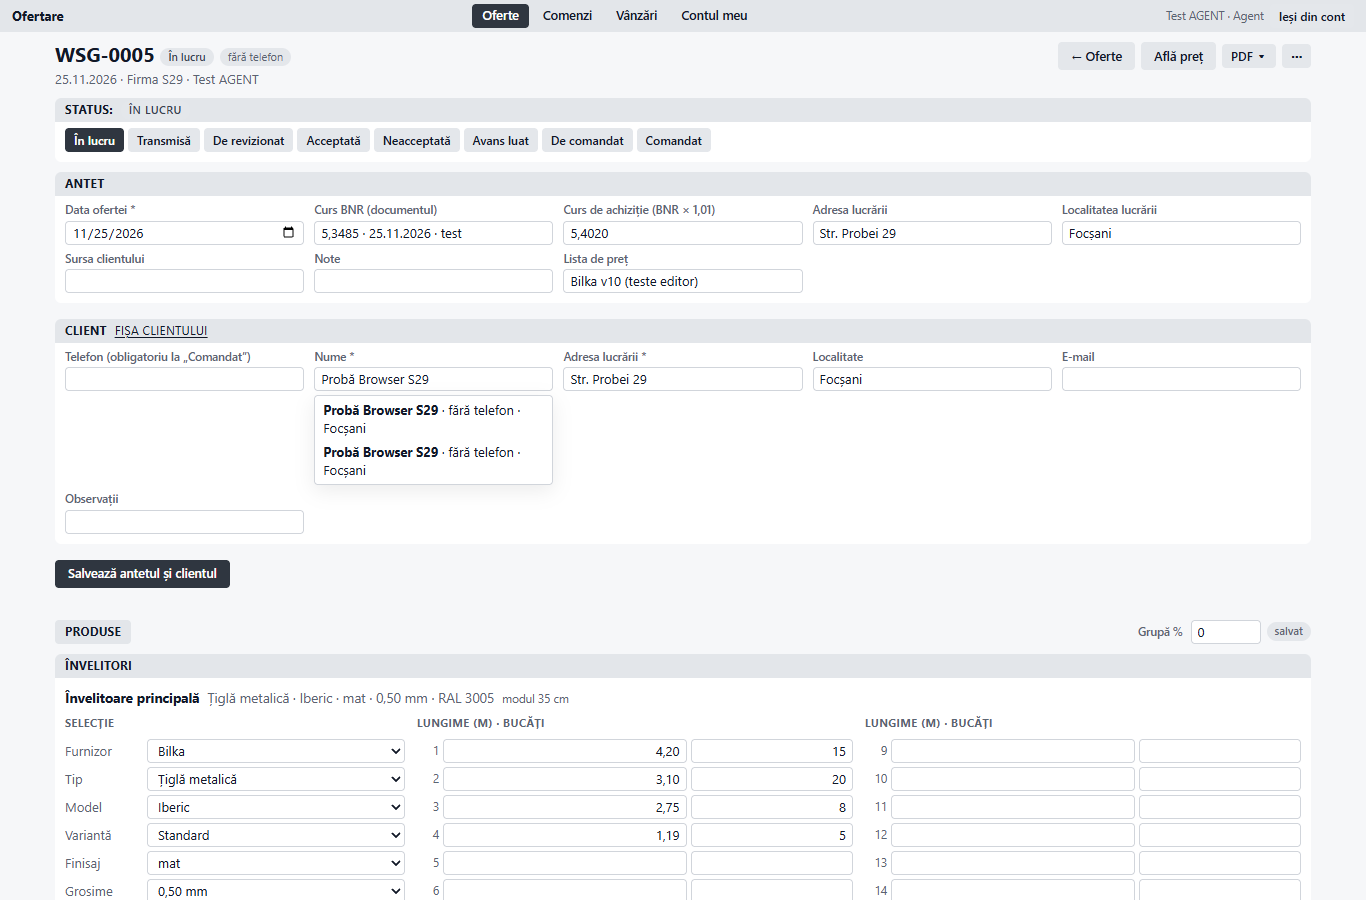 Ofertare
Oferte Comenzi Vânzări Contul meu
Test AGENT · Agent Ieși din cont
WSG-0005 În lucru fără telefon
← Oferte Află preț PDF ▾ ···
25.11.2026 · Firma S29 · Test AGENT
STATUS: ÎN LUCRU
În lucru Transmisă De revizionat Acceptată Neacceptată Avans luat De comandat Comandat
ANTET
Data ofertei * Curs BNR (documentul) Curs de achiziție (BNR × 1,01) Adresa lucrării Localitatea lucrării
11/25/2026 5,3485 · 25.11.2026 · test 5,4020 Str. Probei 29 Focșani
Sursa clientului Note Lista de preț
Bilka v10 (teste editor)
CLIENT FIȘA CLIENTULUI
Telefon (obligatoriu la „Comandat”) Nume * Adresa lucrării * Localitate E-mail
Probă Browser S29 Str. Probei 29 Focșani
Probă Browser S29 · fără telefon ·
Focșani
Probă Browser S29 · fără telefon ·
Focșani
Observații
Salvează antetul și clientul
PRODUSE Grupă % 0 salvat
ÎNVELITORI
Învelitoare principală Țiglă metalică · Iberic · mat · 0,50 mm · RAL 3005 modul 35 cm
SELECȚIE LUNGIME (M) · BUCĂȚI LUNGIME (M) · BUCĂȚI
Furnizor Bilka 1 4,20 15 9
Tip Țiglă metalică 2 3,10 20 10
Model Iberic 3 2,75 8 11
Variantă Standard 4 1,19 5 12
Finisaj mat 5 13
Grosime 0,50 mm 6 14